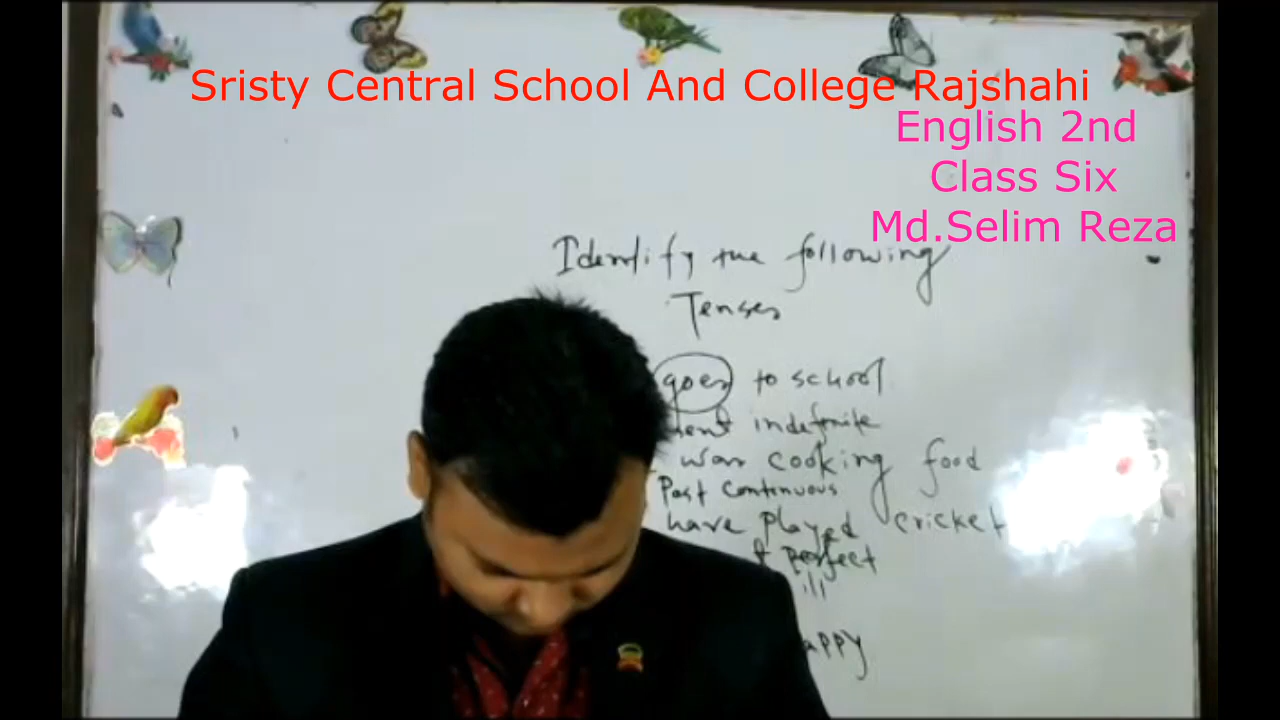 Sristy Central School And College Rajshahi
English 2nd
Class Six
Md.Selim Reza
Identify the following
Tenses
goes to school
indefinite
was cooking food
Past continuous
have played cricket
perfect